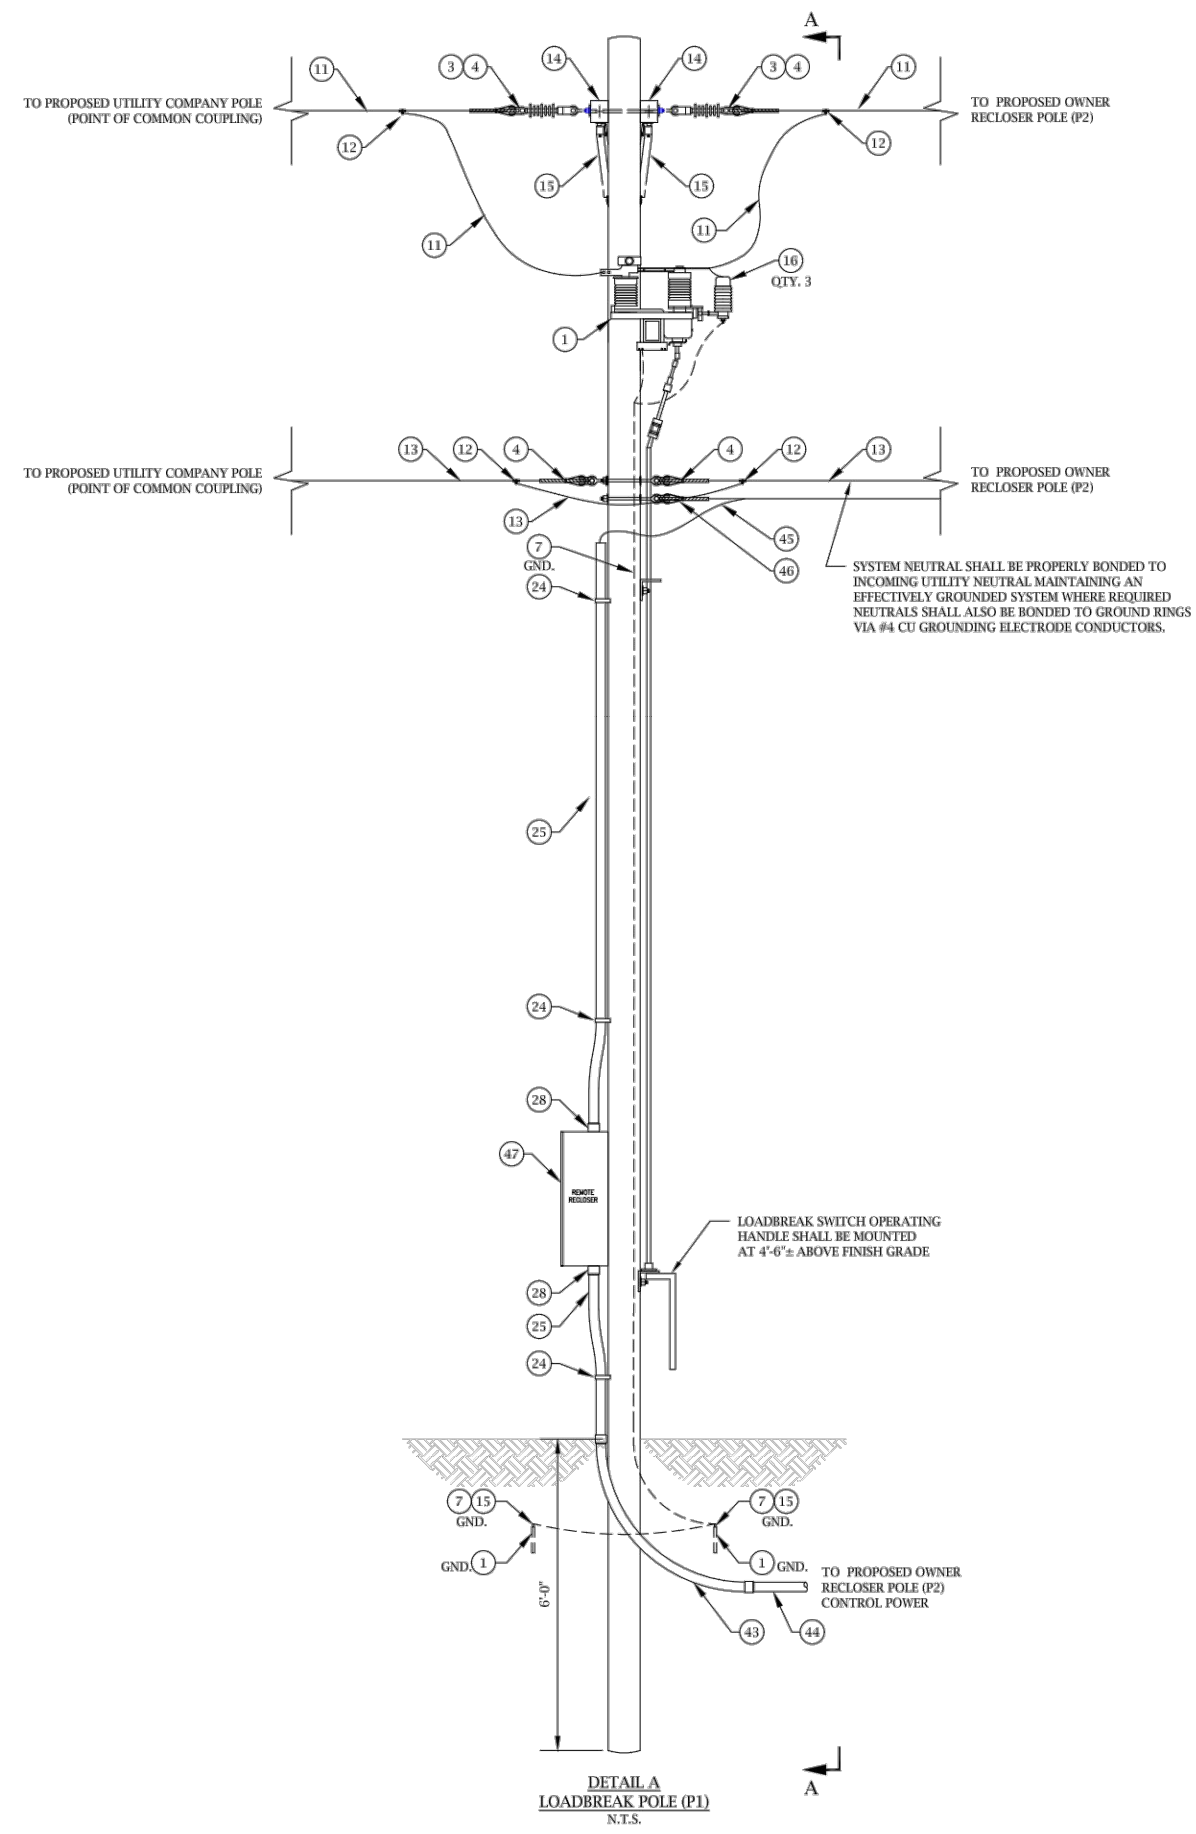 A
14
14
11
3 4
3 4
11
TO PROPOSED UTILITY COMPANY POLE
(POINT OF COMMON COUPLING)
TO PROPOSED OWNER
RECLOSER POLE (P2)
12
12
15
15
11
11
16
QTY. 3
1
13
12
4
4
12
13
TO PROPOSED UTILITY COMPANY POLE
(POINT OF COMMON COUPLING)
TO PROPOSED OWNER
RECLOSER POLE (P2)
13
45
7
GND.
46
24
SYSTEM NEUTRAL SHALL BE PROPERLY BONDED TO
INCOMING UTILITY NEUTRAL MAINTAINING AN
EFFECTIVELY GROUNDED SYSTEM WHERE REQUIRED
NEUTRALS SHALL ALSO BE BONDED TO GROUND RINGS
VIA #4 CU GROUNDING ELECTRODE CONDUCTORS.
25
24
28
47
REMOTE
RECLOSER
LOADBREAK SWITCH OPERATING
HANDLE SHALL BE MOUNTED
AT 4"-6"± ABOVE FINISH GRADE
28
25
24
7 15
GND.
7 15
GND.
GND. 1
1 GND.
6'-0"
TO PROPOSED OWNER
RECLOSER POLE (P2)
CONTROL POWER
43
44
A
DETAIL A
LOADBREAK POLE (P1)
N.T.S.